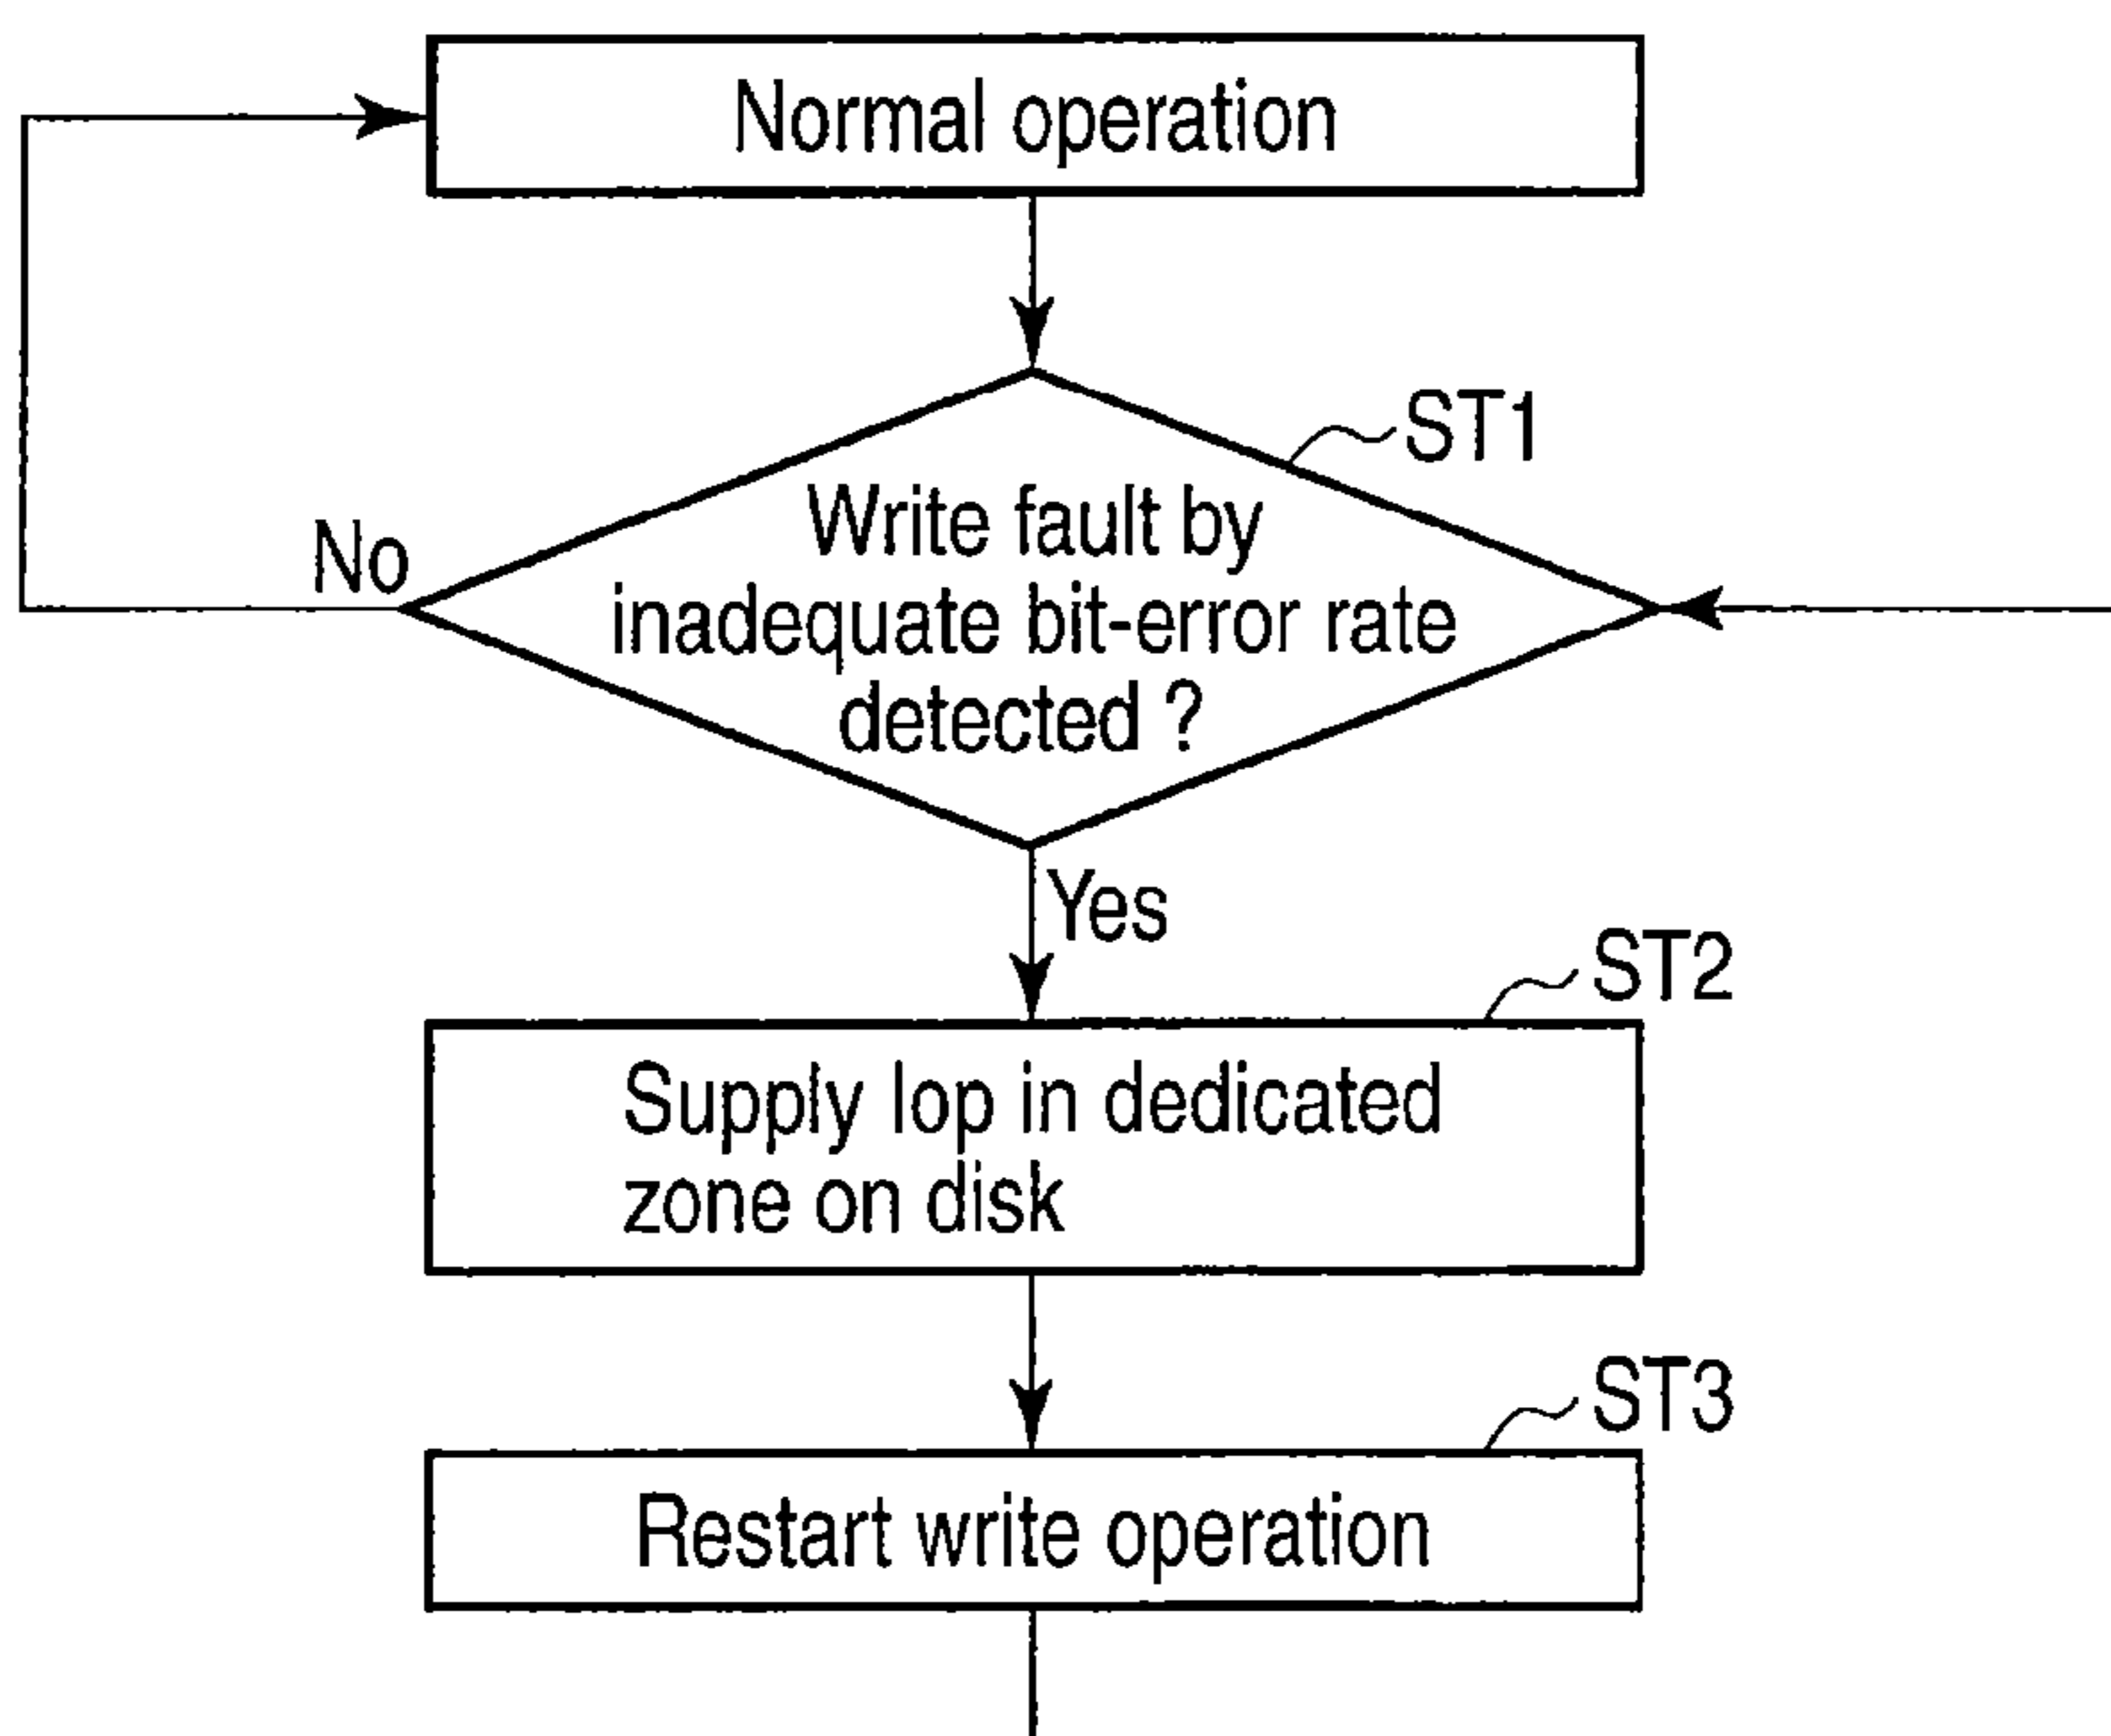 Normal operation
ST1
Write fault by
inadequate bit-error rate
detected ?
No
Yes
ST2
Supply Iop in dedicated
zone on disk
ST3
Restart write operation